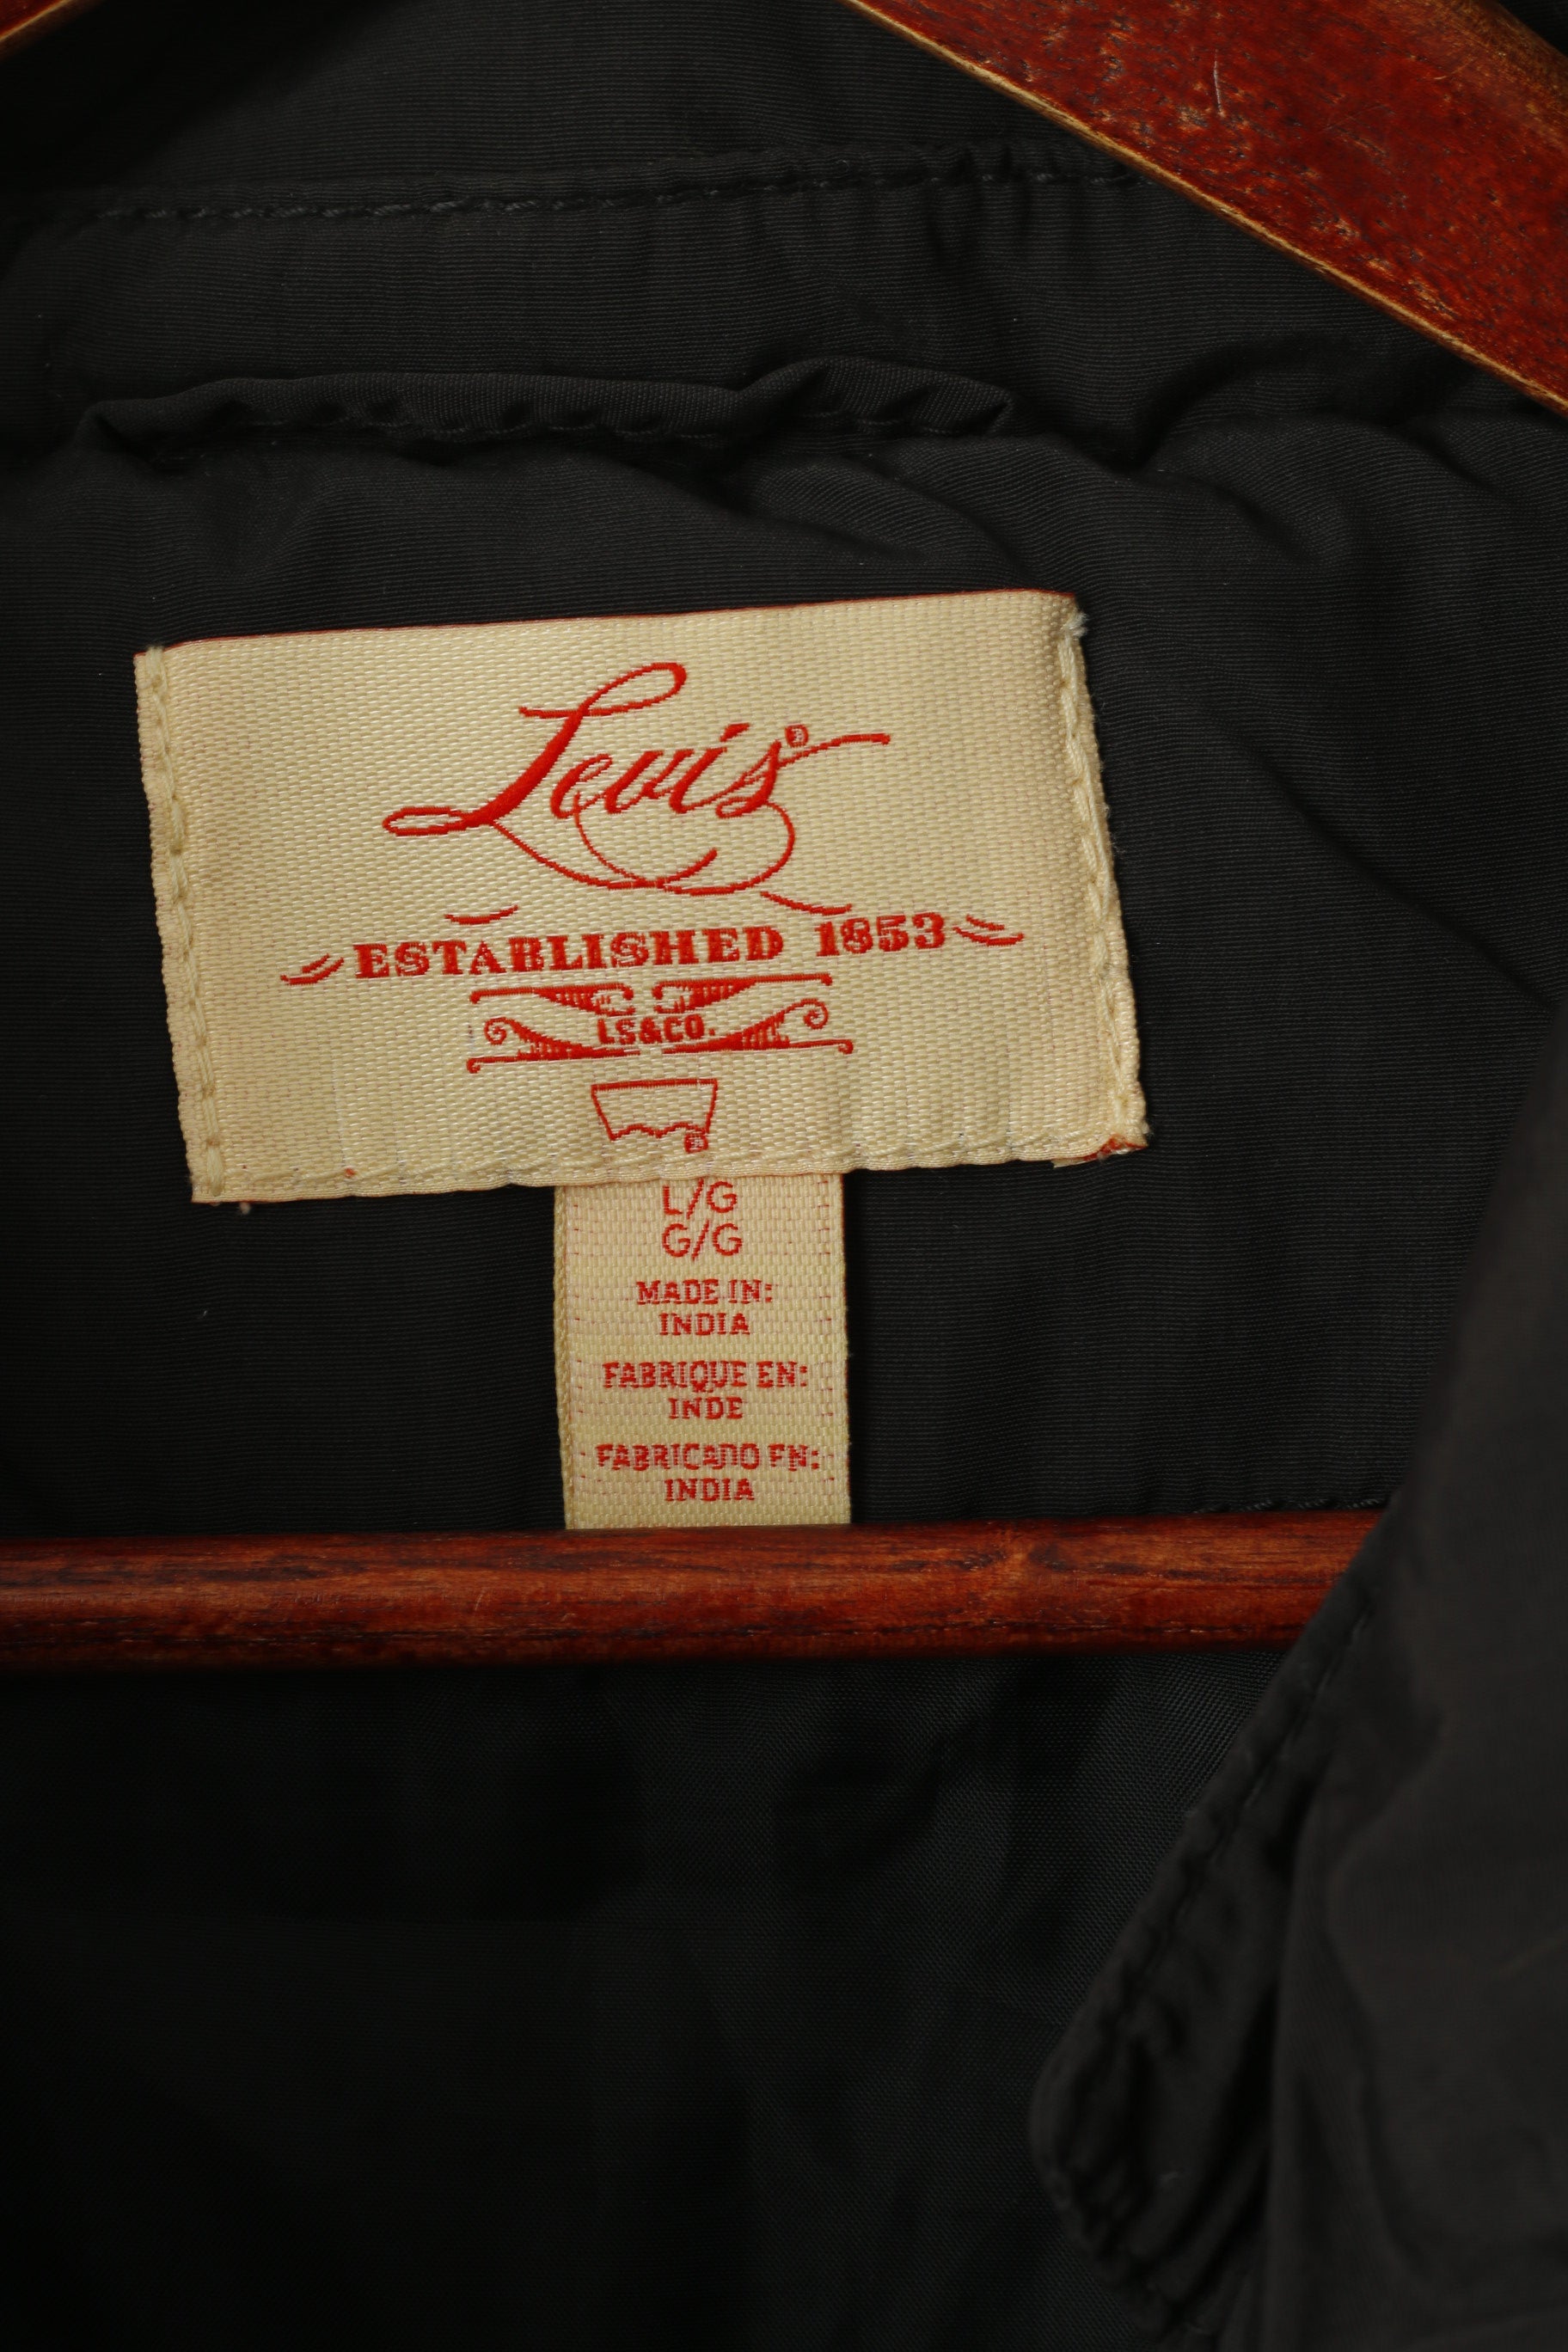 Levi's®
ESTABLISHED 1853
LS&CO.
®
L/G
G/G
MADE IN:
INDIA
FABRIQUE EN:
INDE
FABRICADO EN:
INDIA